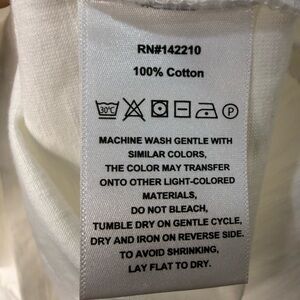 RN#142210
100% Cotton
30°C P
MACHINE WASH GENTLE WITH
SIMILAR COLORS,
THE COLOR MAY TRANSFER
ONTO OTHER LIGHT-COLORED
MATERIALS,
DO NOT BLEACH,
TUMBLE DRY ON GENTLE CYCLE,
DRY AND IRON ON REVERSE SIDE.
TO AVOID SHRINKING,
LAY FLAT TO DRY.